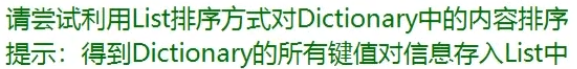 请尝试利用List排序方式对Dictionary中的内容排序
提示：得到Dictionary的所有键值对信息存入List中